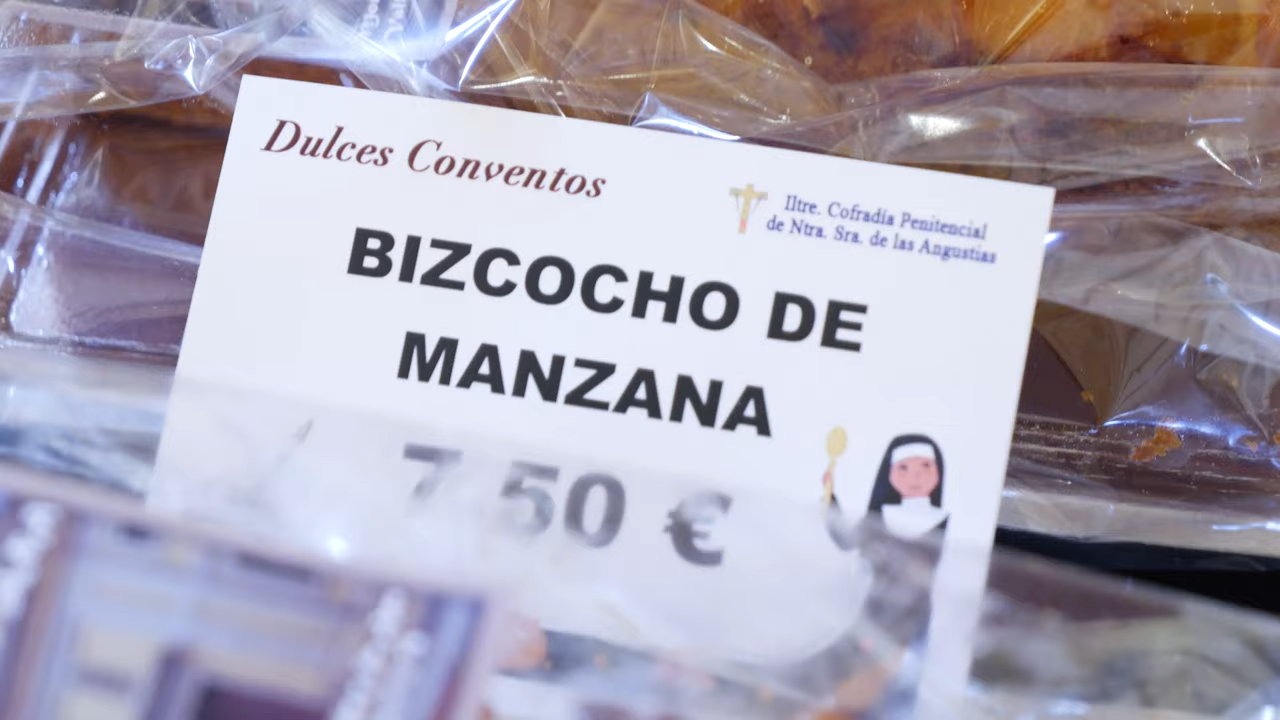 Dulces Conventos
Iltre. Cofradía Penitencial
de Ntra. Sra. de las Angustias
BIZCOCHO DE
MANZANA
7 50 €